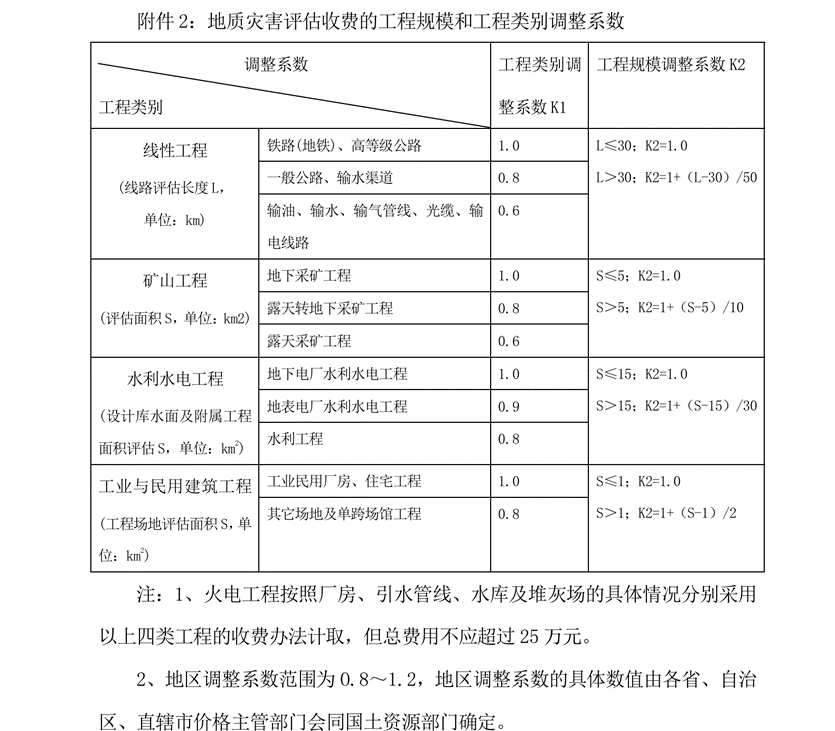 附件 2：地质灾害评估收费的工程规模和工程类别调整系数
调整系数
工程类别
工程类别调
整系数 K1
工程规模调整系数 K2
线性工程
(线路评估长度 L,
单位：km)
铁路(地铁)、高等级公路
1.0
一般公路、输水渠道
0.8
输油、输水、输气管线、光缆、输
电线路
0.6
L≤30；K2=1.0
L＞30；K2=1+（L-30）/50
矿山工程
(评估面积 S，单位：km2)
地下采矿工程
1.0
露天转地下采矿工程
0.8
露天采矿工程
0.6
S≤5；K2=1.0
S＞5；K2=1+（S-5）/10
水利水电工程
(设计库水面及附属工程
面积评估 S，单位：km²)
地下电厂水利水电工程
1.0
地表电厂水利水电工程
0.9
水利工程
0.8
S≤15；K2=1.0
S＞15；K2=1+（S-15）/30
工业与民用建筑工程
(工程场地评估面积 S，单
位：km²)
工业民用厂房、住宅工程
1.0
其它场地及单跨场馆工程
0.8
S≤1；K2=1.0
S＞1；K2=1+（S-1）/2
注：1、火电工程按照厂房、引水管线、水库及堆灰场的具体情况分别采用
以上四类工程的收费办法计取，但总费用不应超过 25 万元。
2、地区调整系数范围为 0.8～1.2，地区调整系数的具体数值由各省、自治
区、直辖市价格主管部门会同国土资源部门确定。